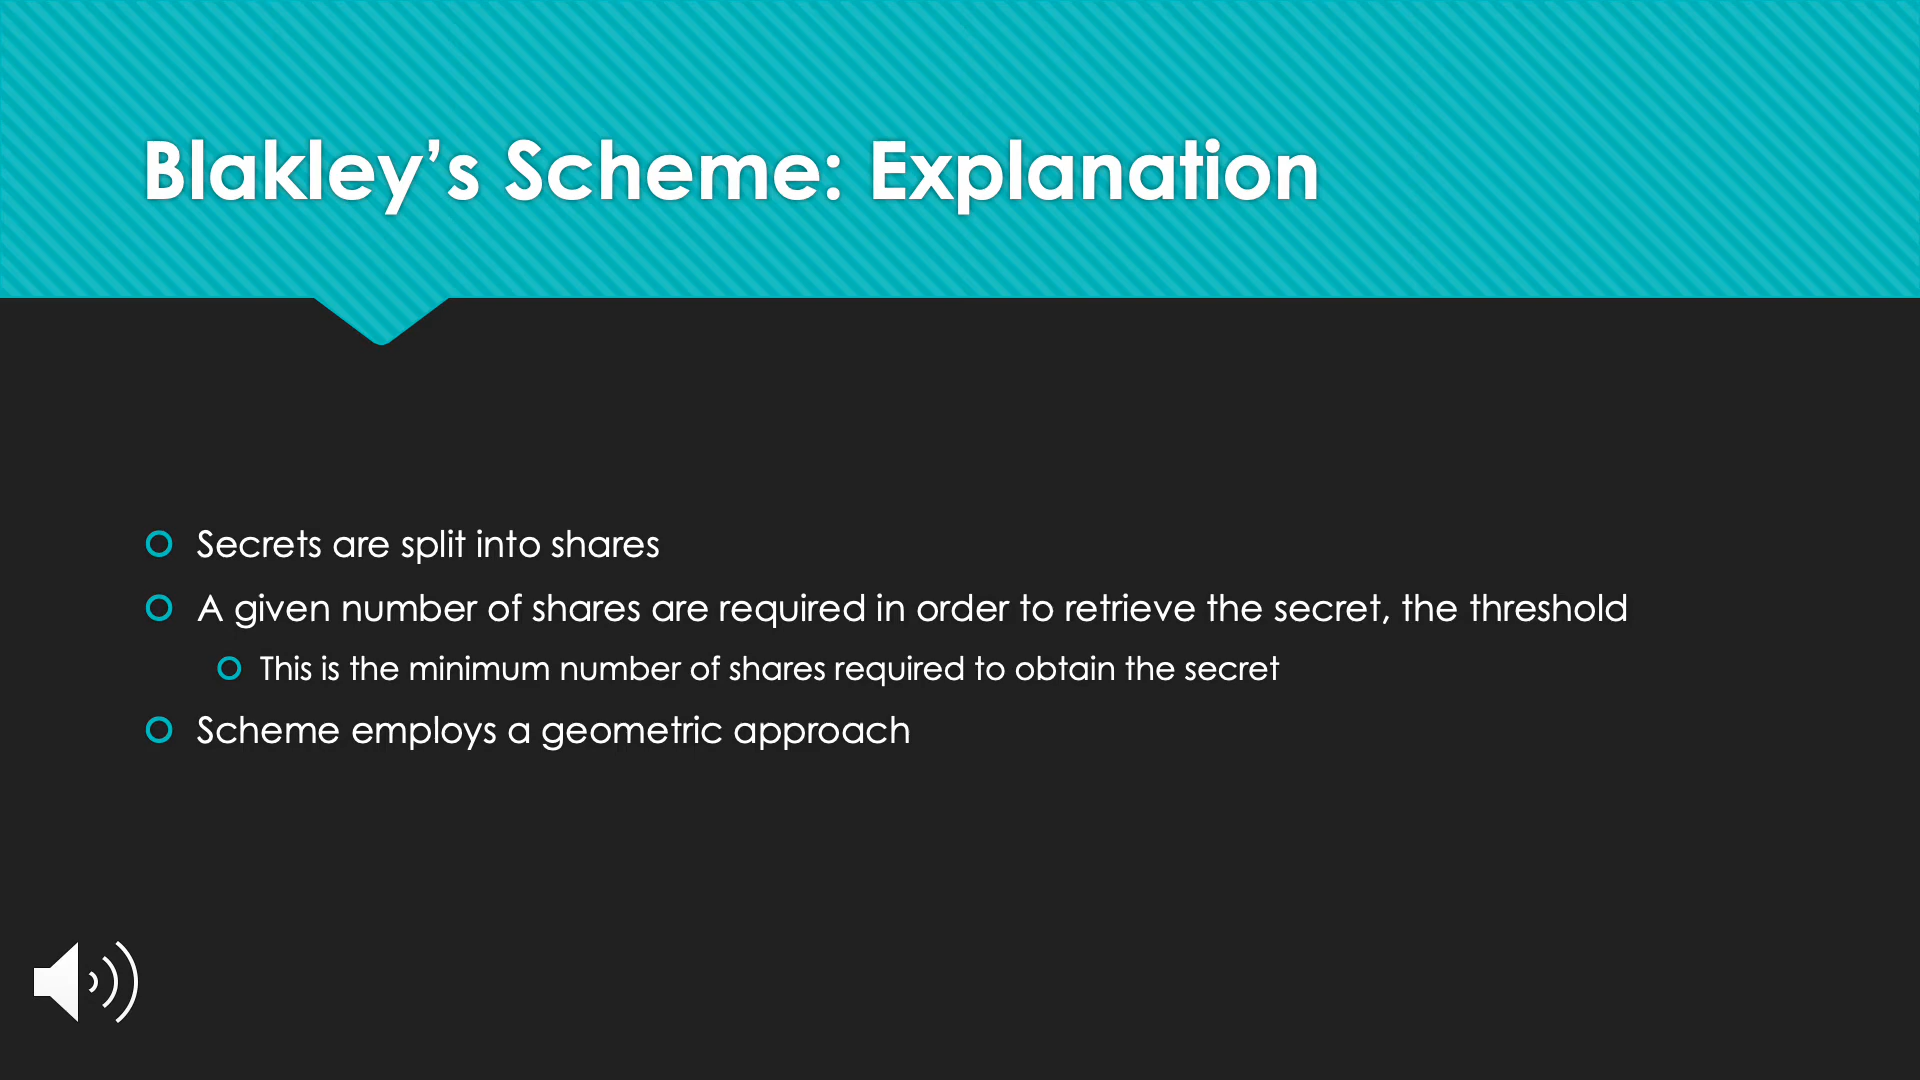 Blakley’s Scheme: Explanation
Secrets are split into shares
A given number of shares are required in order to retrieve the secret, the threshold
This is the minimum number of shares required to obtain the secret
Scheme employs a geometric approach